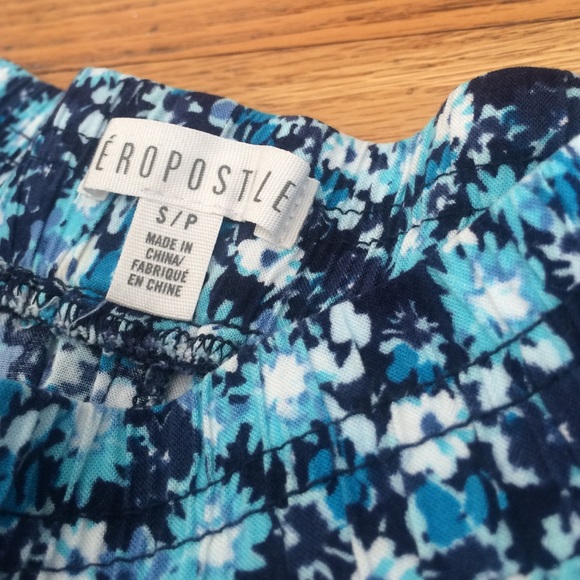 ÉROPOSTLE
S/P
MADE IN
CHINA/
FABRIQUÉ
EN CHINE